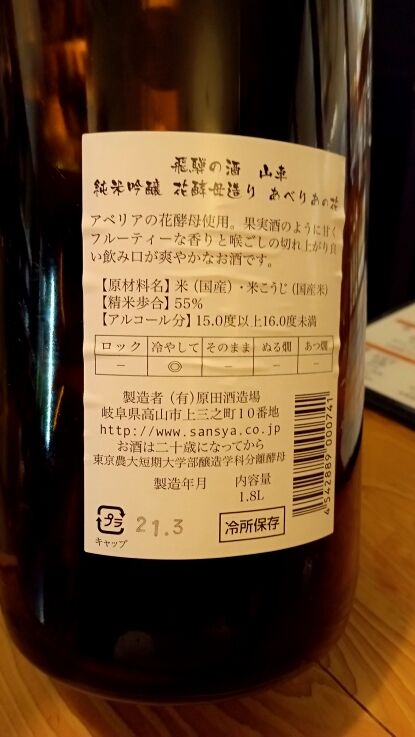 飛騨の酒 山車
純米吟醸 花酵母造り あべりあの花
アベリアの花酵母使用。果実酒のように甘く
フルーティーな香りと喉ごしの切れ上がり良
い飲み口が爽やかなお酒です。
【原材料名】米(国産)・米こうじ(国産米)
【精米歩合】55%
【アルコール分】15.0度以上16.0度未満
ロック 冷やして そのまま ぬる燗 あつ燗
－ ◎ － － －
製造者 (有)原田酒造場
岐阜県高山市上三之町10番地
http://www.sansya.co.jp
お酒は二十歳になってから
東京農大短期大学部醸造学科分離酵母
製造年月 内容量
1.8L
プラ
キャップ
21.3
冷所保存
4 542889 000741